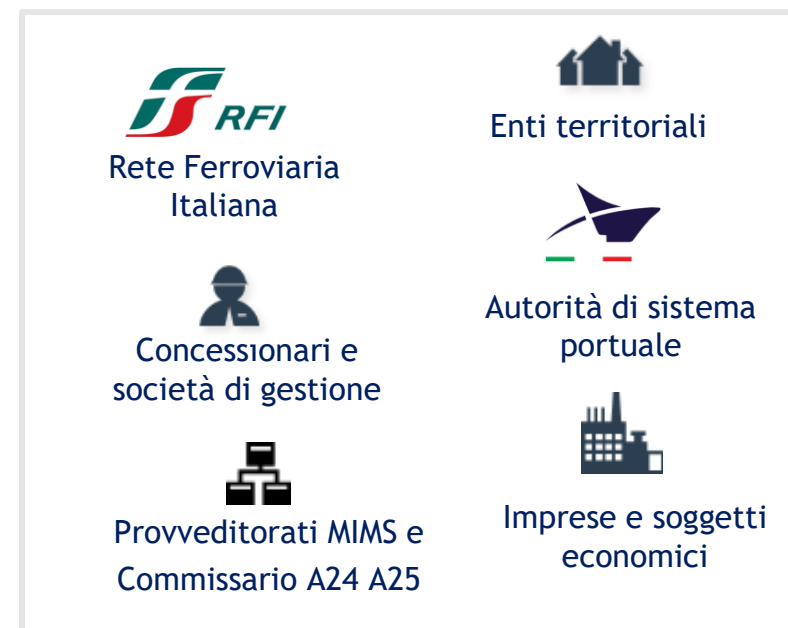 RFI
Rete Ferroviaria
Italiana
Concessionari e
società di gestione
Provveditorati MIMS e
Commissario A24 A25
Enti territoriali
Autorità di sistema
portuale
Imprese e soggetti
economici